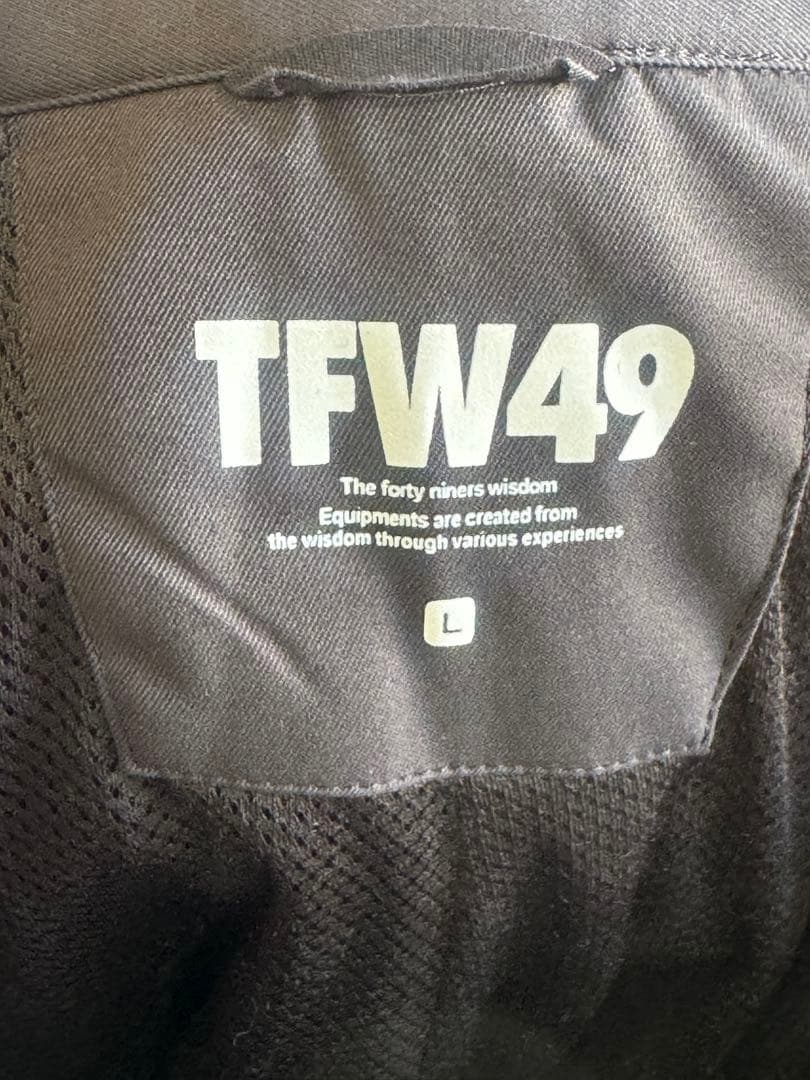 TFW49
The forty niners wisdom
Equipments are created from
the wisdom through various experiences
L